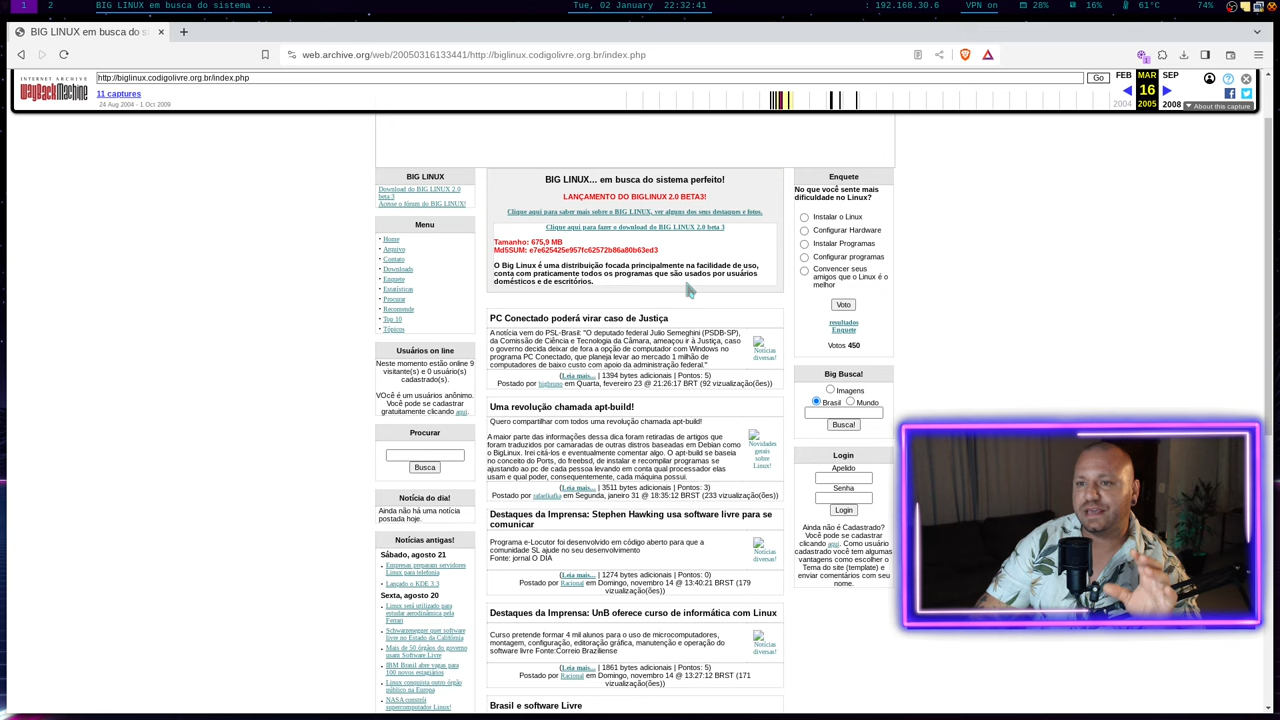 1 2 BIG LINUX em busca do sistema ... Tue, 02 January 22:32:41 : 192.168.30.6 VPN on 28% 16% 61°C 74%
BIG LINUX em busca do si
web.archive.org/web/20050316133441/http://biglinux.codigolivre.org.br/index.php
INTERNET ARCHIVE
WayBackMachine
http://biglinux.codigolivre.org.br/index.php
Go
11 captures
24 Aug 2004 - 1 Oct 2009
FEB MAR SEP
16
2004 2005 2008
About this capture
BIG LINUX
Download do BIG LINUX 2.0
beta 3
Acesse o fórum do BIG LINUX!
Menu
Home
Arquivo
Contato
Downloads
Enquete
Estatísticas
Procurar
Recomende
Top 10
Tópicos
Usuários on line
Neste momento estão online 9
visitante(s) e 0 usuário(s)
cadastrado(s).
VOcê é um usuários anônimo.
Você pode se cadastrar
gratuitamente clicando aqui.
Procurar
Busca
Notícia do dia!
Ainda não há uma notícia
postada hoje.
Notícias antigas!
Sábado, agosto 21
Empresas preparam servidores
Linux para telefonia
Lançado o KDE 3.3
Sexta, agosto 20
Linux será utilizado para
estudar aerodinâmica pela
Ferrari
Schwarzenegger quer software
livre no Estado da Califórnia
Mais de 50 órgãos do governo
usam Software Livre
IBM Brasil abre vagas para
100 novos estagiários
Linux conquista outro órgão
público na Europa
NASA constrói
supercomputador Linux!
BIG LINUX... em busca do sistema perfeito!
LANÇAMENTO DO BIGLINUX 2.0 BETA3!
Clique aqui para saber mais sobre o BIG LINUX, ver alguns dos seus destaques e fotos.
Clique aqui para fazer o download do BIG LINUX 2.0 beta 3
Tamanho: 675,9 MB
Md5SUM: e7e625425e957fc62572b86a80b63ed3
O Big Linux é uma distribuição focada principalmente na facilidade de uso,
conta com praticamente todos os programas que são usados por usuários
domésticos e de escritórios.
PC Conectado poderá virar caso de Justiça
A notícia vem do PSL-Brasil: "O deputado federal Julio Semeghini (PSDB-SP),
da Comissão de Ciência e Tecnologia da Câmara, ameaçou ir à Justiça, caso
o governo decida deixar de fora a opção de computador com Windows no
programa PC Conectado, que planeja levar ao mercado 1 milhão de
computadores de baixo custo com apoio da administração federal."
Notícias
diversas!
(Leia mais... | 1394 bytes adicionais | Pontos: 5)
Postado por bigbruno em Quarta, fevereiro 23 @ 21:26:17 BRT (92 vizualização(ões))
Uma revolução chamada apt-build!
Quero compartilhar com todos uma revolução chamada apt-build!
A maior parte das informações dessa dica foram retiradas de artigos que
foram traduzidos por camaradas de outras distros baseadas em Debian como
o BigLinux. Irei citá-los e eventualmente comentar algo. O apt-build se baseia
no conceito do Ports, do freebsd, de instalar e recompilar programas se
ajustando ao pc de cada pessoa levando em conta qual processador elas
usam e qual poder, consequentemente, cada máquina possui.
Novidades
gerais
sobre
Linux!
(Leia mais... | 3511 bytes adicionais | Pontos: 3)
Postado por rafaelkafka em Segunda, janeiro 31 @ 18:35:12 BRST (233 vizualização(ões))
Destaques da Imprensa: Stephen Hawking usa software livre para se
comunicar
Programa e-Locutor foi desenvolvido em código aberto para que a
comunidade SL ajude no seu desenvolvimento
Fonte: jornal O DIA
Notícias
diversas!
(Leia mais... | 1274 bytes adicionais | Pontos: 0)
Postado por Racional em Domingo, novembro 14 @ 13:40:21 BRST (179
vizualização(ões))
Destaques da Imprensa: UnB oferece curso de informática com Linux
Curso pretende formar 4 mil alunos para o uso de microcomputadores,
montagem, configuração, editoração gráfica, manutenção e operação do
software livre Fonte:Correio Braziliense
Notícias
diversas!
(Leia mais... | 1861 bytes adicionais | Pontos: 5)
Postado por Racional em Domingo, novembro 14 @ 13:27:12 BRST (171
vizualização(ões))
Brasil e software Livre
Enquete
No que você sente mais
dificuldade no Linux?
Instalar o Linux
Configurar Hardware
Instalar Programas
Configurar programas
Convencer seus
amigos que o Linux é o
melhor
Voto
resultados
Enquete
Votos 450
Big Busca!
Imagens
Brasil Mundo
Busca!
Login
Apelido
Senha
Login
Ainda não é Cadastrado?
Você pode se cadastrar
clicando aqui. Como usuário
cadastrado você tem algumas
vantagens como escolher o
Tema do site (template) e
enviar comentários com seu
nome.